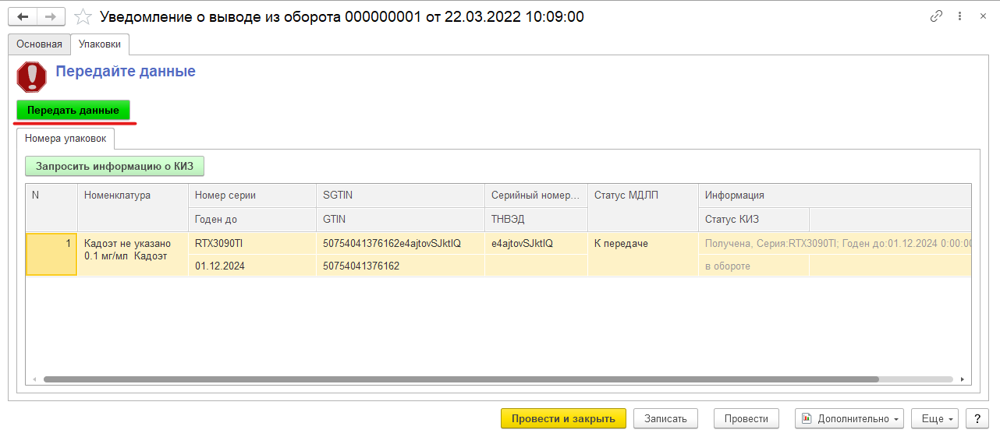 Уведомление о выводе из оборота 000000001 от 22.03.2022 10:09:00
Основная Упаковки
Передайте данные
Передать данные
Номера упаковок
Запросить информацию о КИЗ
N Номенклатура Номер серии SGTIN Серийный номер... Статус МДЛП Информация
Годен до GTIN ТНВЭД Статус КИЗ
1 Кадоэт не указано RTX3090TI 50754041376162e4ajtovSJktIQ e4ajtovSJktIQ К передаче Получена, Серия:RTX3090TI; Годен до:01.12.2024 0:00:00
0.1 мг/мл Кадоэт
01.12.2024 50754041376162 в обороте
Провести и закрыть Записать Провести Дополнительно Еще ?